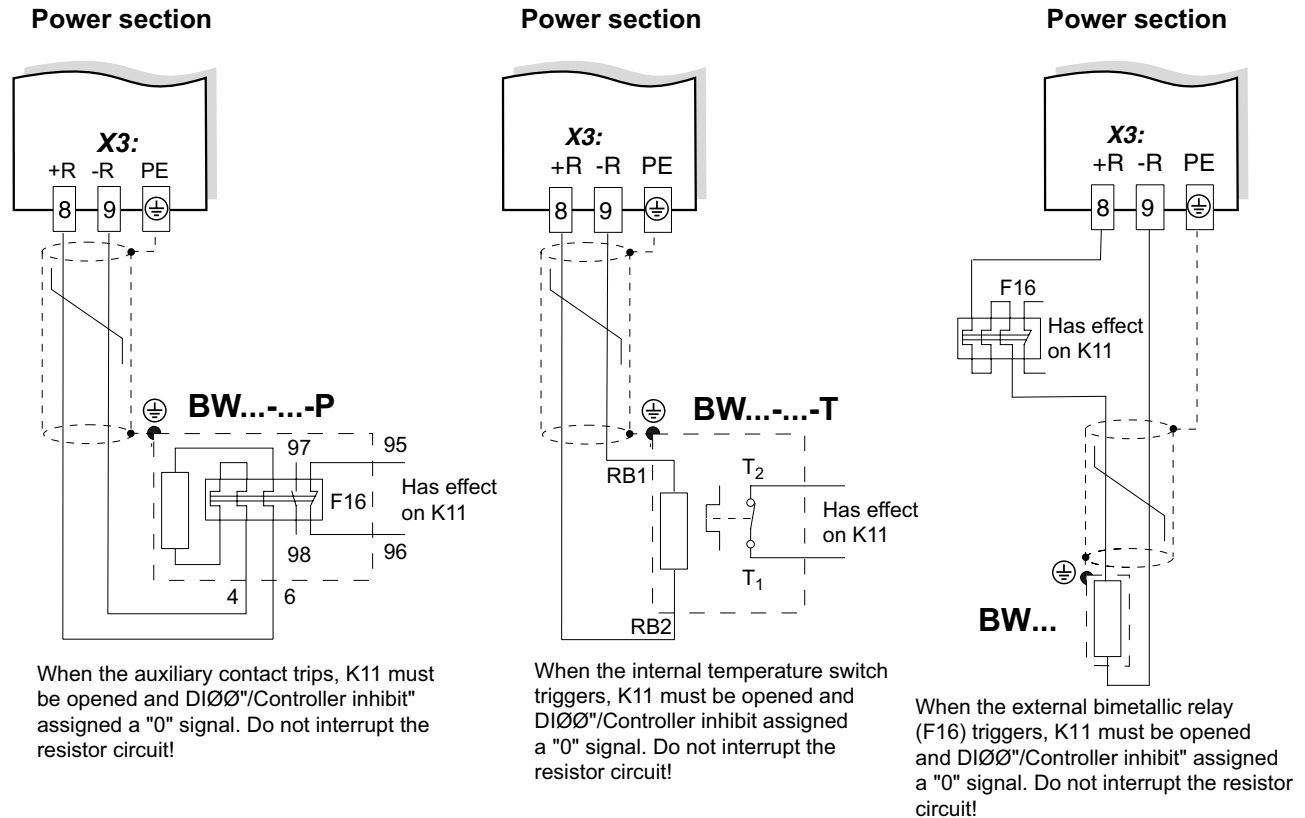 Power section
X3:
+R -R PE
8 9
BW...-...-P
97 95
F16
Has effect
on K11
98 96
4 6
When the auxiliary contact trips, K11 must
be opened and DIØØ"/Controller inhibit"
assigned a "0" signal. Do not interrupt the
resistor circuit!
Power section
X3:
+R -R PE
8 9
BW...-...-T
RB1
T2
Has effect
on K11
T1
RB2
When the internal temperature switch
triggers, K11 must be opened and
DIØØ"/Controller inhibit assigned
a "0" signal. Do not interrupt the
resistor circuit!
Power section
X3:
+R -R PE
8 9
F16
Has effect
on K11
BW...
When the external bimetallic relay
(F16) triggers, K11 must be opened
and DIØØ"/Controller inhibit" assigned
a "0" signal. Do not interrupt the resistor
circuit!